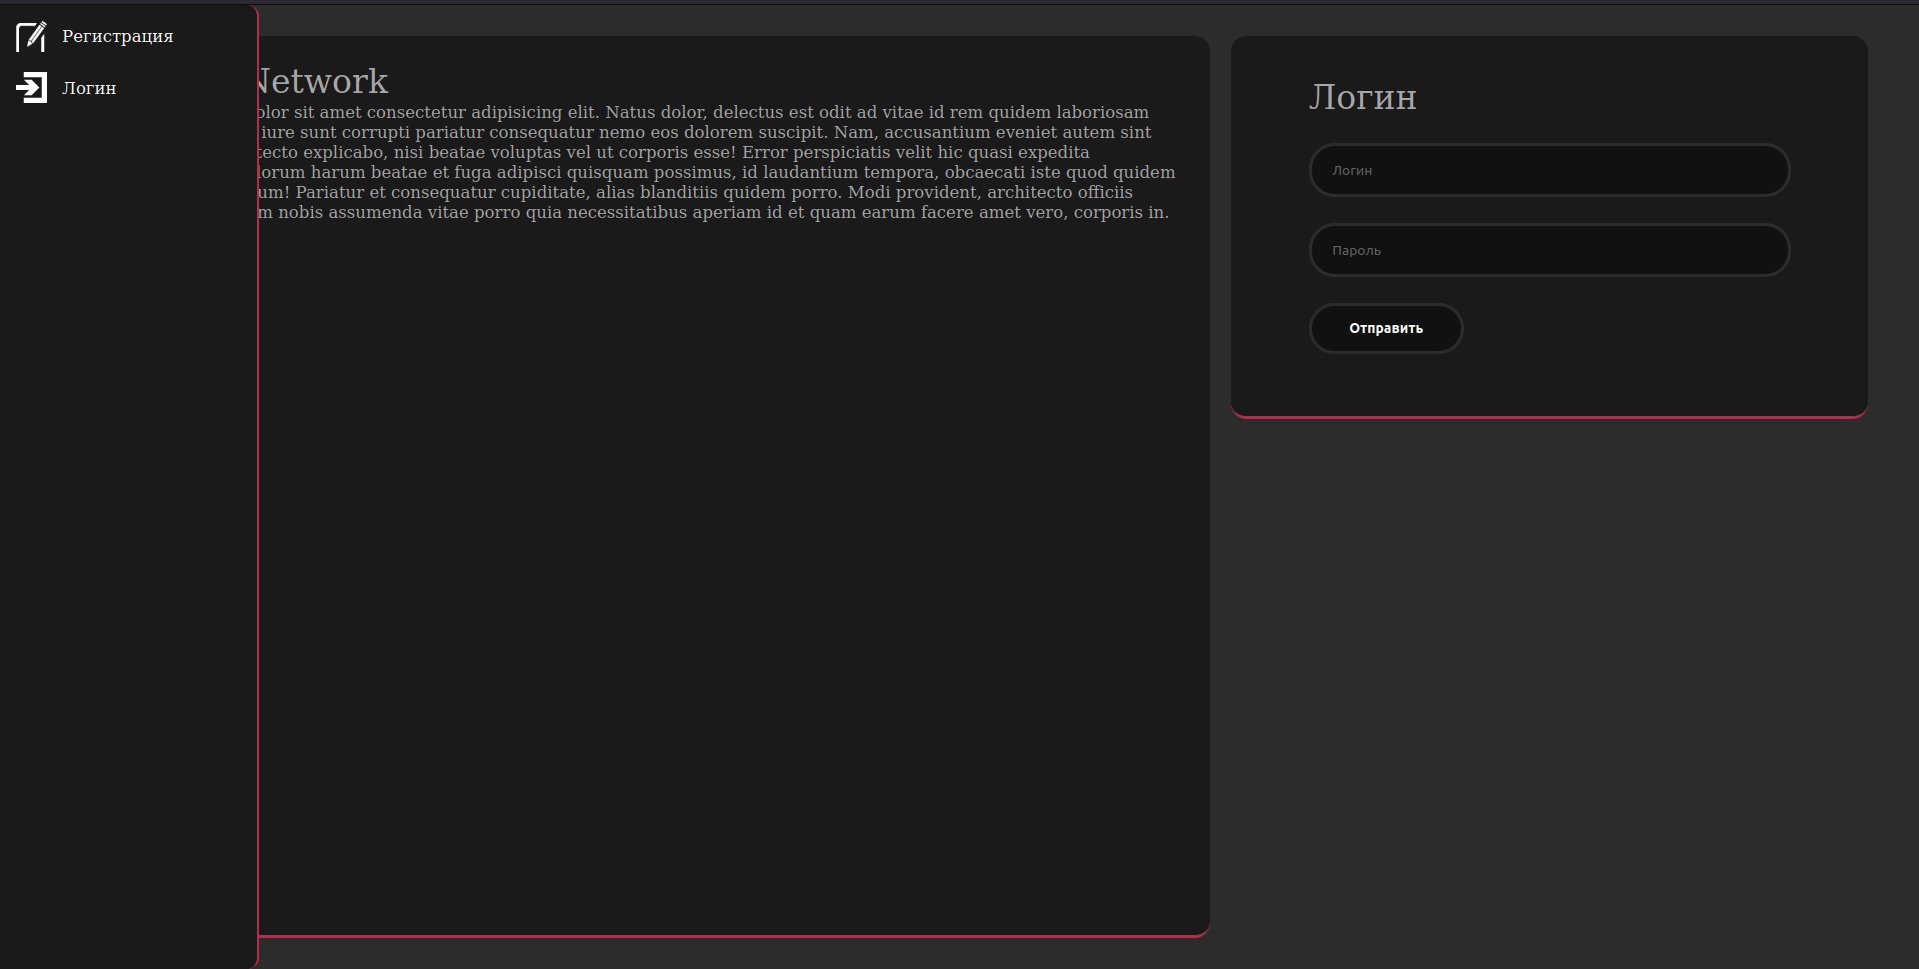 Регистрация
Логин
Network
olor sit amet consectetur adipisicing elit. Natus dolor, delectus est odit ad vitae id rem quidem laboriosam
iure sunt corrupti pariatur consequatur nemo eos dolorem suscipit. Nam, accusantium eveniet autem sint
tecto explicabo, nisi beatae voluptas vel ut corporis esse! Error perspiciatis velit hic quasi expedita
lorum harum beatae et fuga adipisci quisquam possimus, id laudantium tempora, obcaecati iste quod quidem
um! Pariatur et consequatur cupiditate, alias blanditiis quidem porro. Modi provident, architecto officiis
m nobis assumenda vitae porro quia necessitatibus aperiam id et quam earum facere amet vero, corporis in.
Логин
Логин
Пароль
Отправить